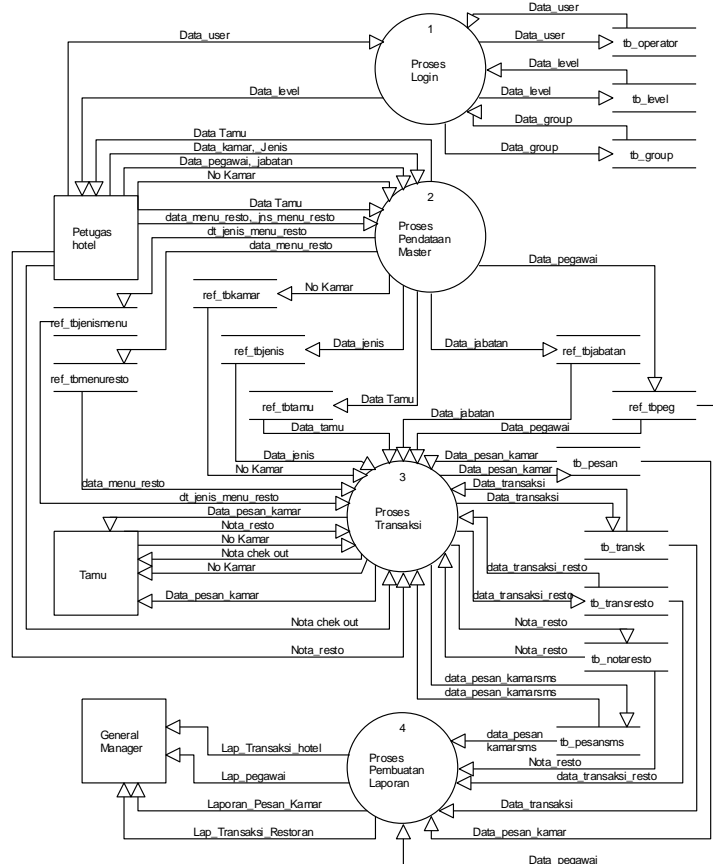 Data_user
1
Data_user
Data_user
tb_operator
Proses
Login
Data_level
Data_level
Data_level
tb_level
Data_group
Data_group
tb_group
Data Tamu
Data_kamar,_Jenis
Data_pegawai,_jabatan
No Kamar
2
Data Tamu
data_menu_resto,_jns_menu_resto
Petugas
hotel
dt_jenis_menu_resto
data_menu_resto
Proses
Pendataan
Master
Data_pegawai
ref_tbkamar
No Kamar
ref_tbjenismenu
ref_tbjenis
Data_jenis
Data_jabatan
ref_tbjabatan
ref_tbmenuresto
ref_tbtamu
Data Tamu
ref_tbpeg
Data_tamu
Data_jabatan
Data_pegawai
Data_jenis
Data_pesan_kamar
tb_pesan
No Kamar
Data_pesan_kamar
data_menu_resto
3
Data_transaksi
dt_jenis_menu_resto
Data_transaksi
Data_pesan_kamar
Proses
Transaksi
Nota_resto
No Kamar
tb_transk
Nota chek out
No Kamar
Tamu
data_transaksi_resto
Data_pesan_kamar
data_transaksi_resto
tb_transresto
Nota chek out
Nota_resto
Nota_resto
Nota_resto
tb_notaresto
data_pesan_kamarsms
data_pesan_kamarsms
4
General
Manager
Lap_Transaksi_hotel
Proses
Pembuatan
Laporan
data_pesan
kamarsms
tb_pesansms
Nota_resto
Lap_pegawai
data_transaksi_resto
Laporan_Pesan_Kamar
Data_transaksi
Lap_Transaksi_Restoran
Data_pesan_kamar
Data_pegawai